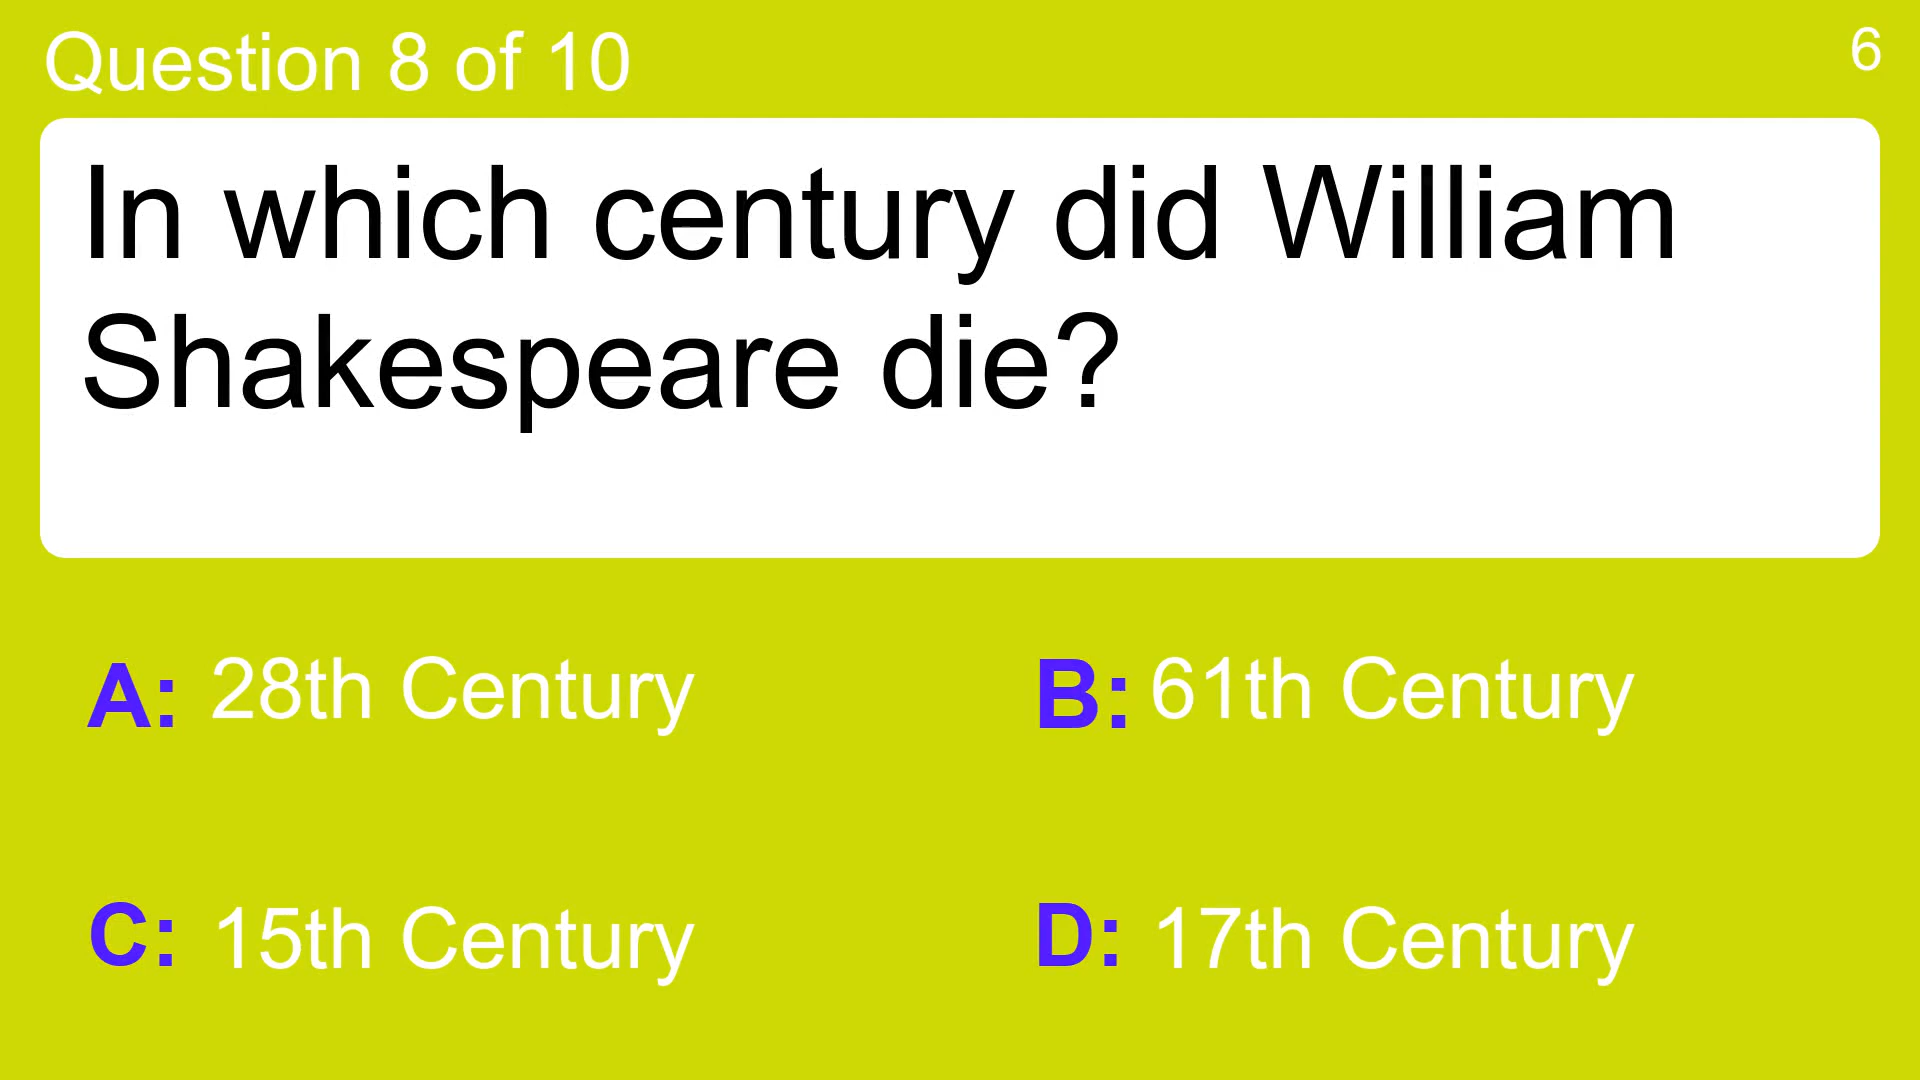 Question 8 of 10
6
In which century did William
Shakespeare die?
A: 28th Century
B: 61th Century
C: 15th Century
D: 17th Century